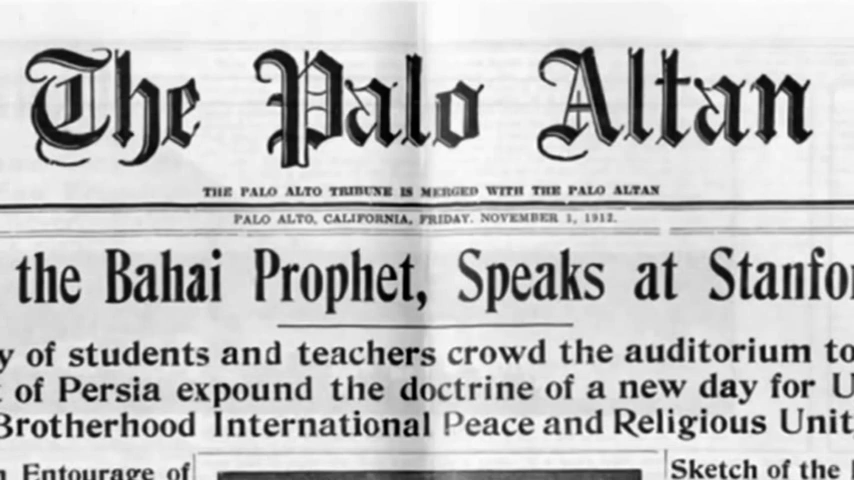 The Palo Altan
THE PALO ALTO TRIBUNE IS MERGED WITH THE PALO ALTAN
PALO ALTO, CALIFORNIA, FRIDAY. NOVEMBER 1, 1912.
the Bahai Prophet, Speaks at Stanfo
y of students and teachers crowd the auditorium to
of Persia expound the doctrine of a new day for U
Brotherhood International Peace and Religious Unit
Entourage of
Sketch of the